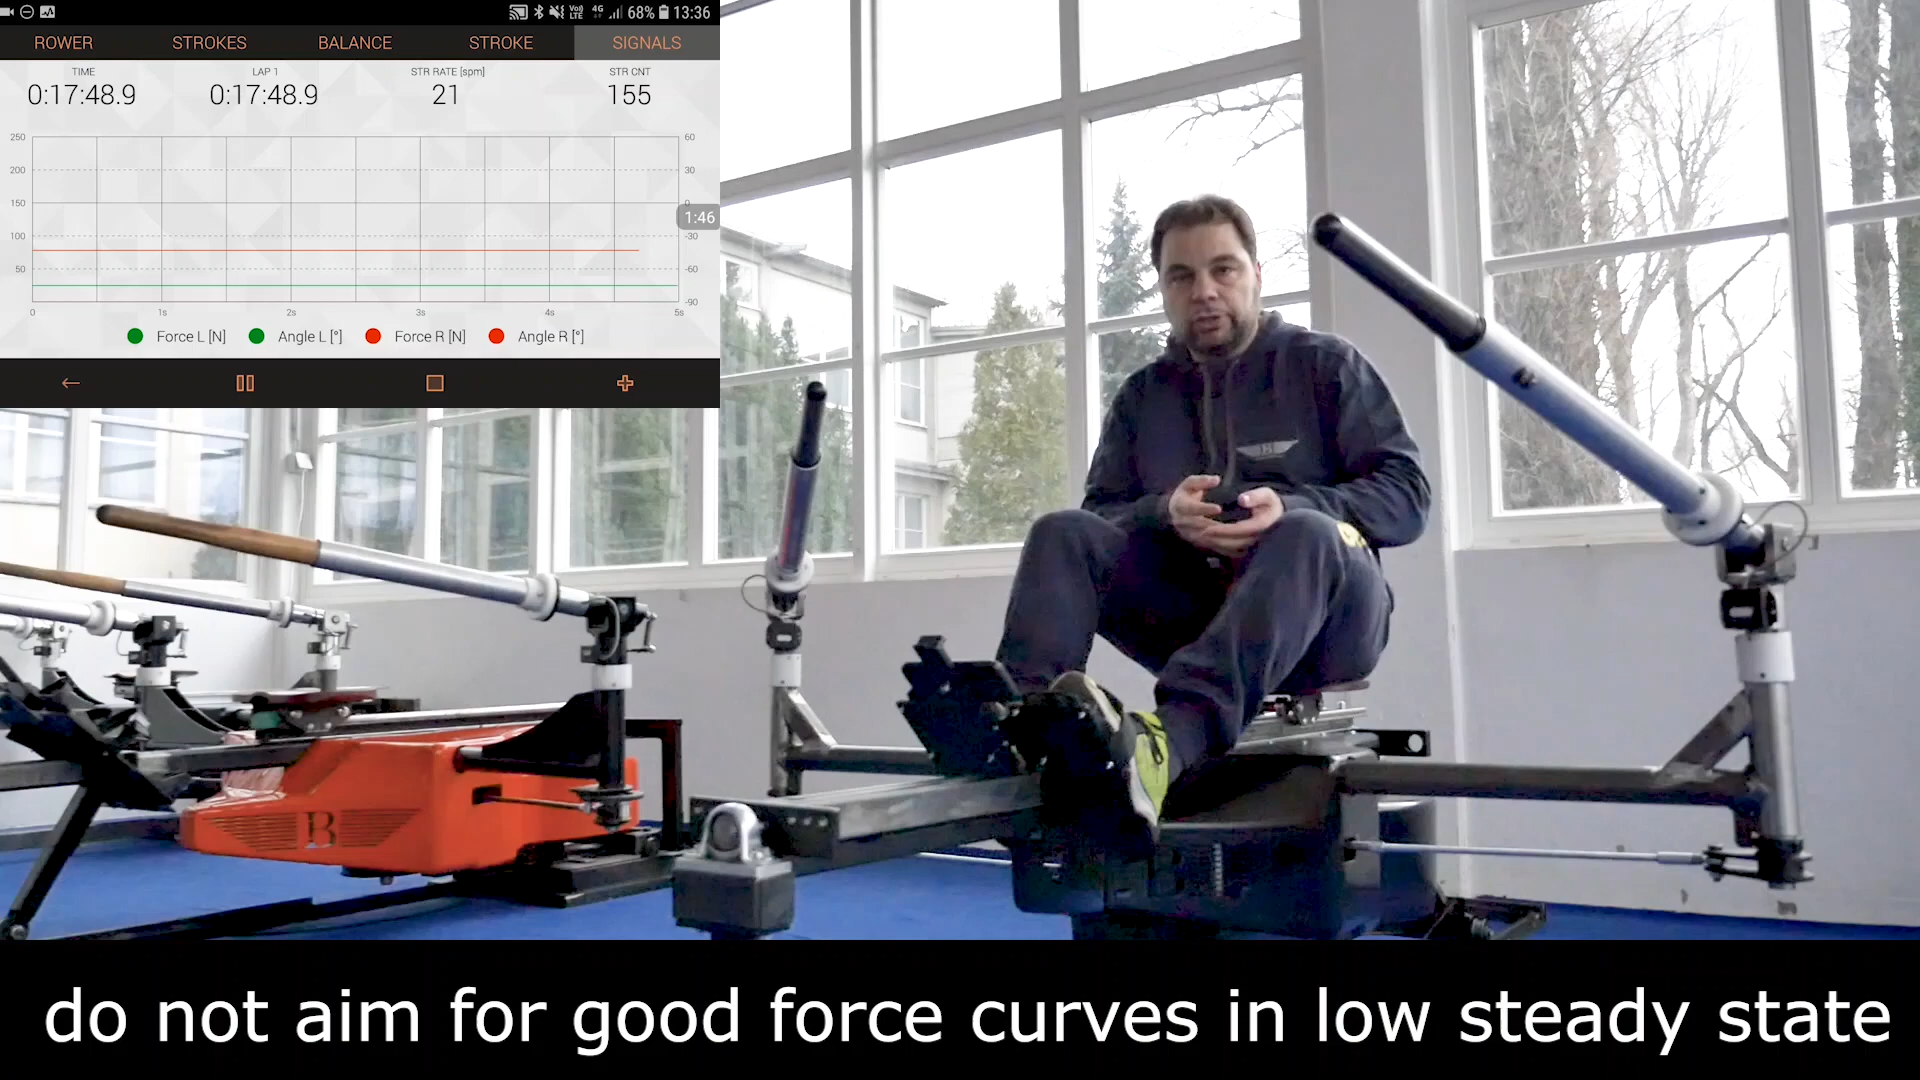 68% 13:36
ROWER STROKES BALANCE STROKE SIGNALS
TIME LAP 1 STR RATE [spm] STR CNT
0:17:48.9 0:17:48.9 21 155
250 60
200 30
150 0
1:46
100 -30
50 -60
-90
0 1s 2s 3s 4s 5s
Force L [N] Angle L [°] Force R [N] Angle R [°]
B
do not aim for good force curves in low steady state